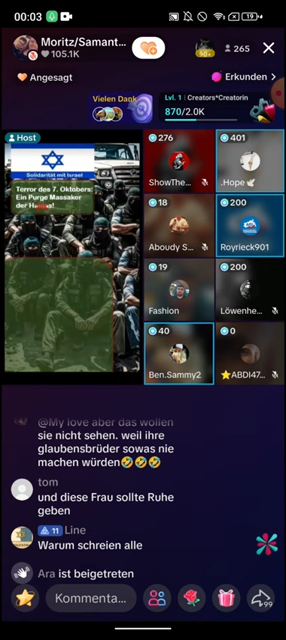 00:03
19
Moritz/Samant...
105.1K
265
Angesagt
Erkunden
Vielen Dank
Lvl. 1 : Creators*Creatorin
870/2.0K
Host
Solidarität mit Israel
Terror des 7. Oktobers:
Ein Purge Massaker
der Hamas!
276
ShowThe...
401
.Hope
18
Aboudy S...
200
Royrieck901
19
Fashion
200
Löwenhe...
40
Ben.Sammy2
0
ABDI47...
@My love aber das wollen
sie nicht sehen. weil ihre
glaubensbrüder sowas nie
machen würden🤣🤣🤣
tom
und diese Frau sollte Ruhe
geben
11 Line
Warum schreien alle
Ara ist beigetreten
Kommenta...
99